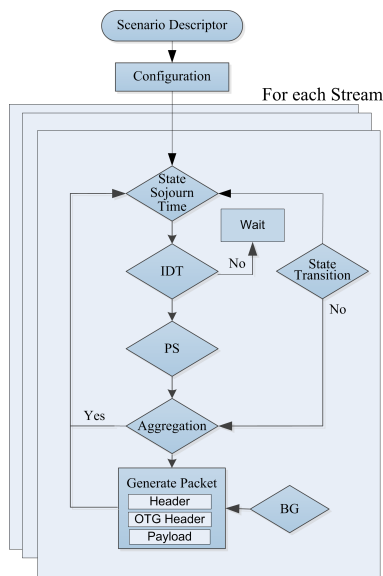 Scenario Descriptor
Configuration
For each Stream
State
Sojourn
Time
Wait
IDT
No
State
Transition
No
PS
Yes
Aggregation
Generate Packet
Header
OTG Header
Payload
BG